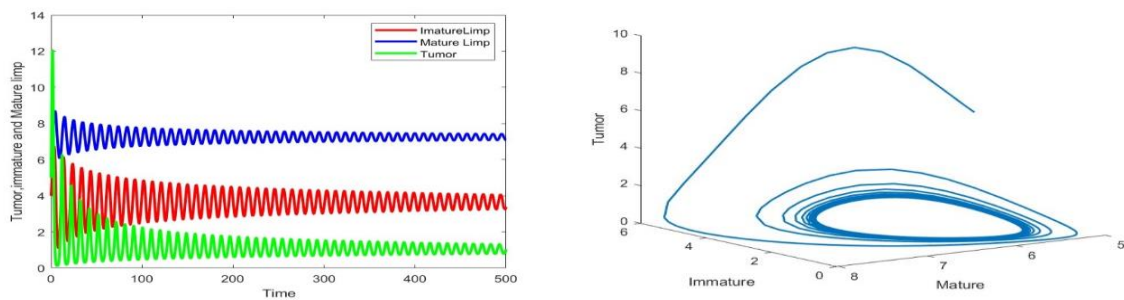 14
12
10
8
6
4
2
0
Tumor,immature and Mature limp
ImatureLimp
Mature Limp
Tumor
0 100 200 300 400 500
Time
10
8
6
4
2
0
Tumor
6 4 2 0
Immature
8 7 6 5
Mature